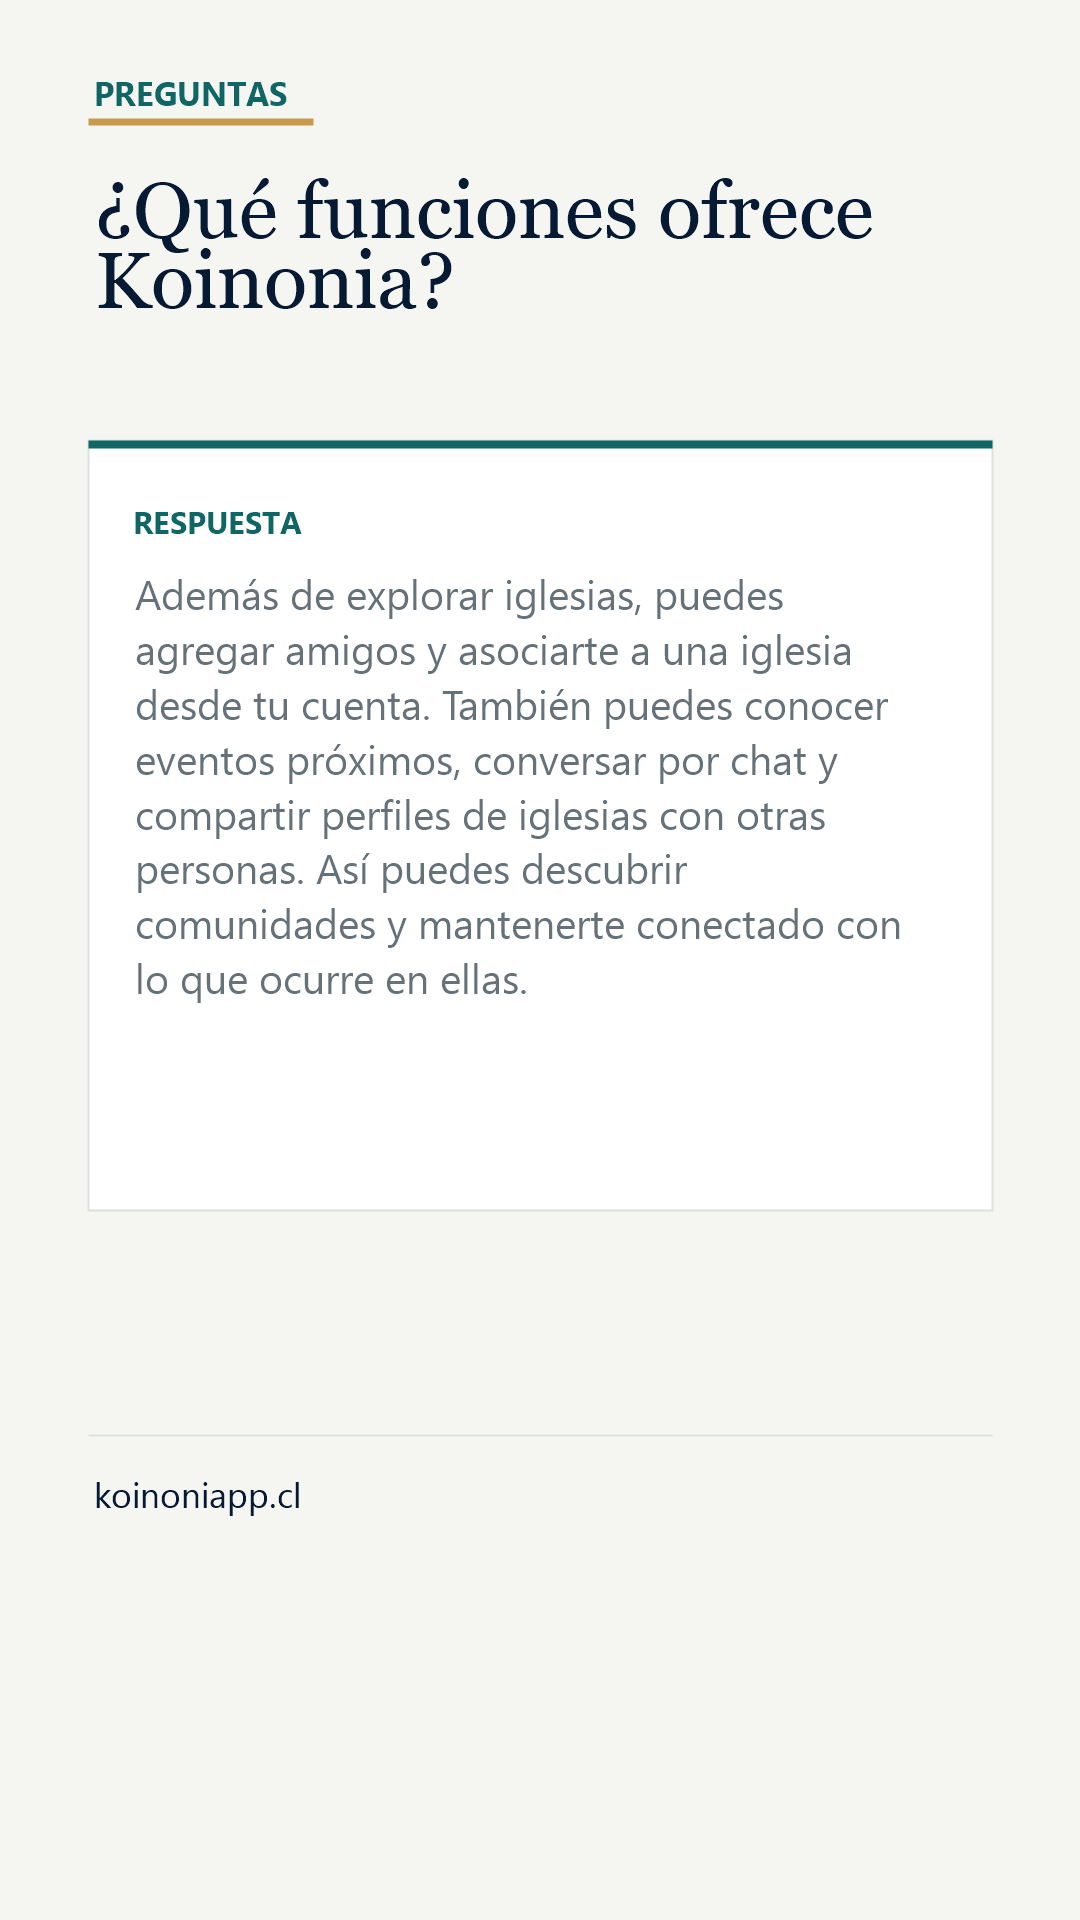 PREGUNTAS
¿Qué funciones ofrece
Koinonia?
RESPUESTA
Además de explorar iglesias, puedes
agregar amigos y asociarte a una iglesia
desde tu cuenta. También puedes conocer
eventos próximos, conversar por chat y
compartir perfiles de iglesias con otras
personas. Así puedes descubrir
comunidades y mantenerte conectado con
lo que ocurre en ellas.
koinoniapp.cl